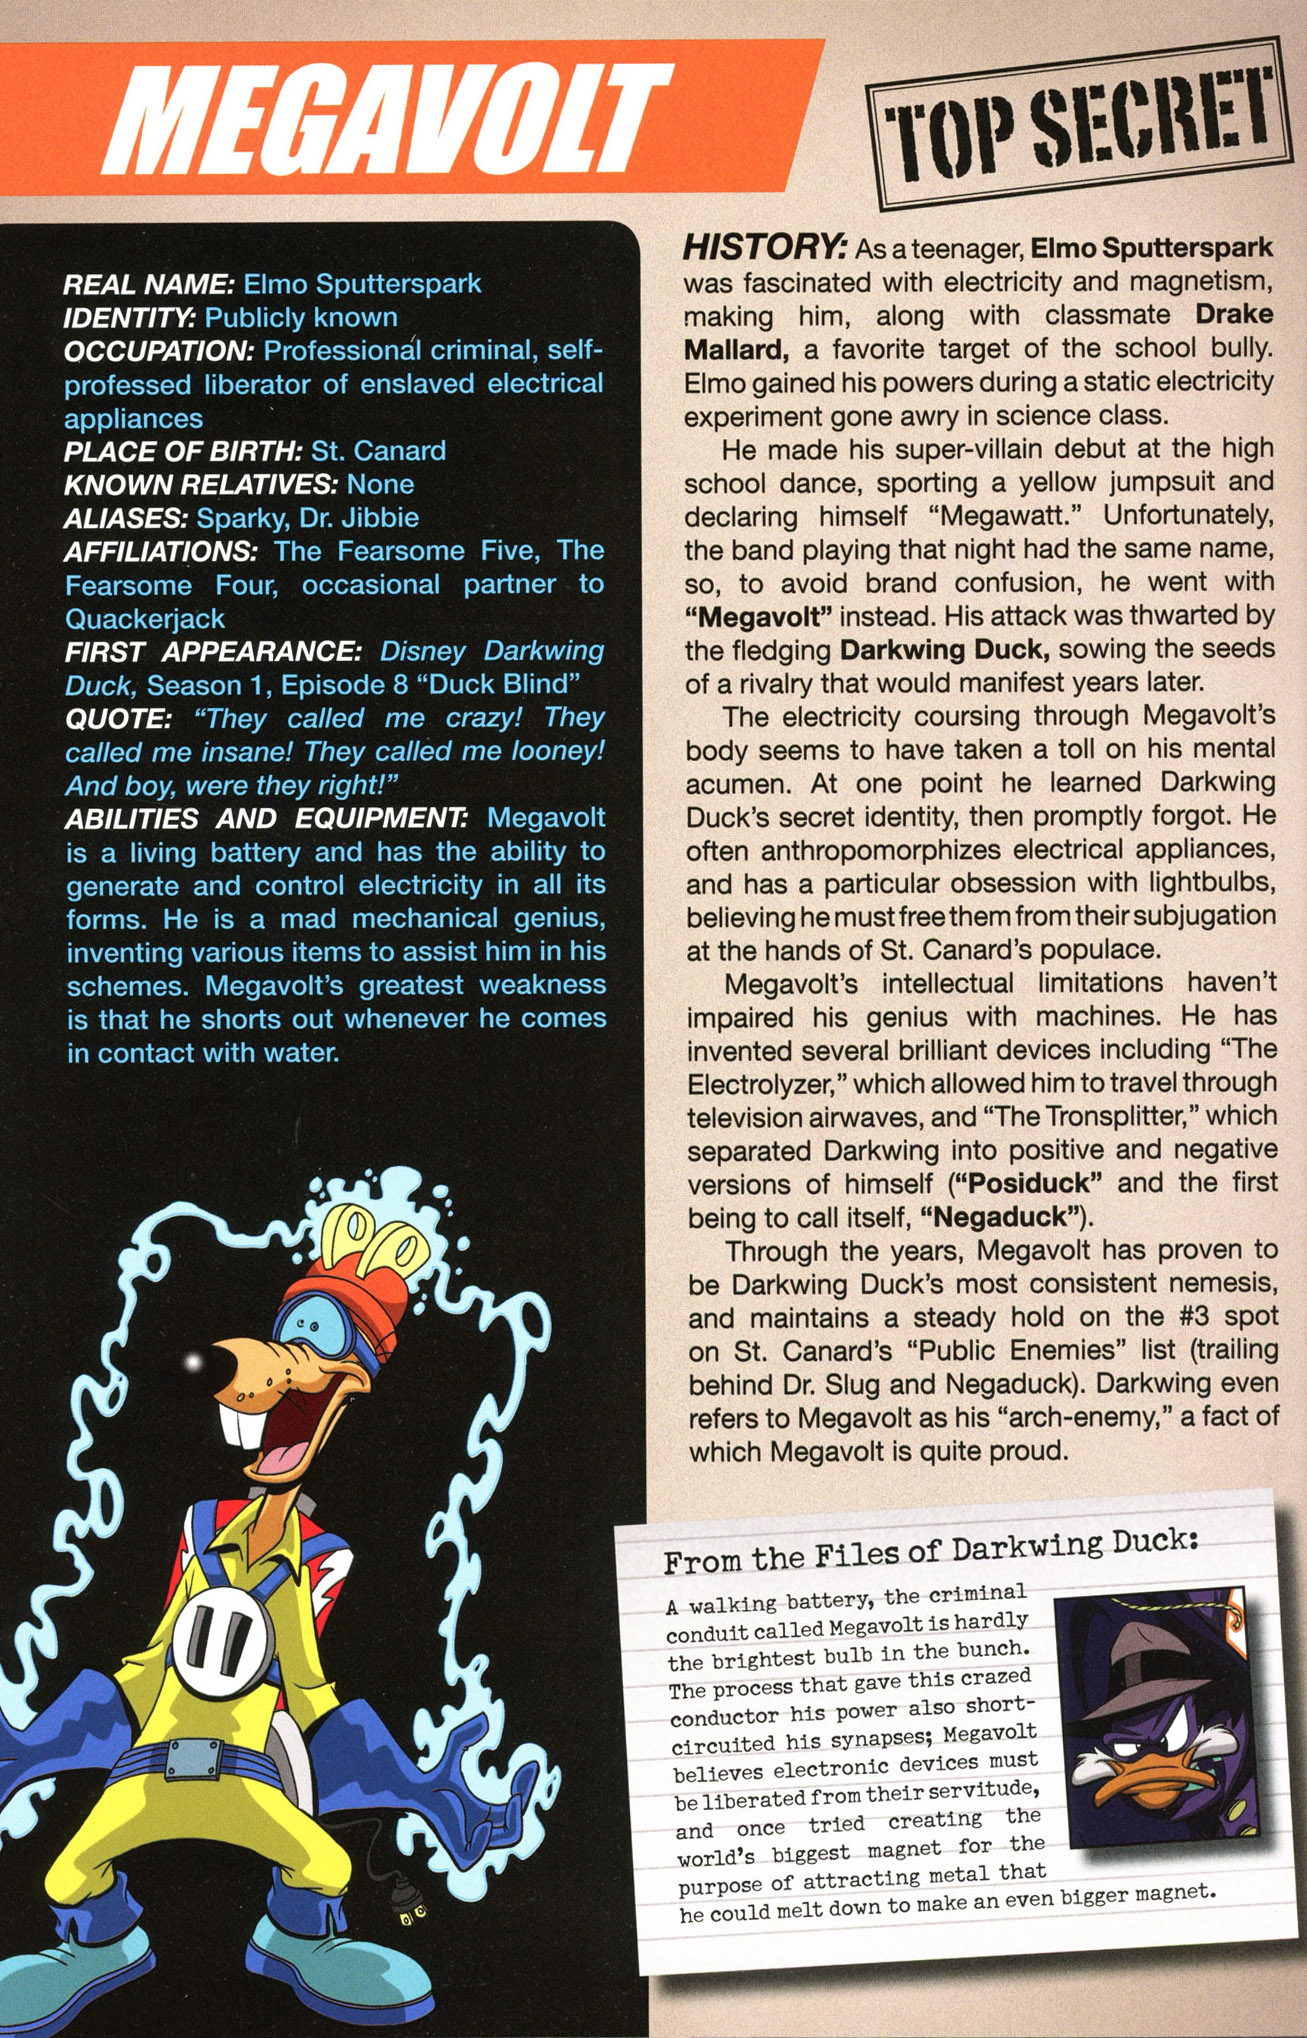 MEGAVOLT
TOP SECRET
REAL NAME: Elmo Sputterspark
IDENTITY: Publicly known
OCCUPATION: Professional criminal, self-
professed liberator of enslaved electrical
appliances
PLACE OF BIRTH: St. Canard
KNOWN RELATIVES: None
ALIASES: Sparky, Dr. Jibbie
AFFILIATIONS: The Fearsome Five, The
Fearsome Four, occasional partner to
Quackerjack
FIRST APPEARANCE: Disney Darkwing
Duck, Season 1, Episode 8 “Duck Blind”
QUOTE: “They called me crazy! They
called me insane! They called me looney!
And boy, were they right!”
ABILITIES AND EQUIPMENT: Megavolt
is a living battery and has the ability to
generate and control electricity in all its
forms. He is a mad mechanical genius,
inventing various items to assist him in his
schemes. Megavolt’s greatest weakness
is that he shorts out whenever he comes
in contact with water.
HISTORY: As a teenager, Elmo Sputterspark
was fascinated with electricity and magnetism,
making him, along with classmate Drake
Mallard, a favorite target of the school bully.
Elmo gained his powers during a static electricity
experiment gone awry in science class.
He made his super-villain debut at the high
school dance, sporting a yellow jumpsuit and
declaring himself “Megawatt.” Unfortunately,
the band playing that night had the same name,
so, to avoid brand confusion, he went with
“Megavolt” instead. His attack was thwarted by
the fledging Darkwing Duck, sowing the seeds
of a rivalry that would manifest years later.
The electricity coursing through Megavolt’s
body seems to have taken a toll on his mental
acumen. At one point he learned Darkwing
Duck’s secret identity, then promptly forgot. He
often anthropomorphizes electrical appliances,
and has a particular obsession with lightbulbs,
believing he must free them from their subjugation
at the hands of St. Canard’s populace.
Megavolt’s intellectual limitations haven’t
impaired his genius with machines. He has
invented several brilliant devices including “The
Electrolyzer,” which allowed him to travel through
television airwaves, and “The Tronsplitter,” which
separated Darkwing into positive and negative
versions of himself (“Posiduck” and the first
being to call itself, “Negaduck”).
Through the years, Megavolt has proven to
be Darkwing Duck’s most consistent nemesis,
and maintains a steady hold on the #3 spot
on St. Canard’s “Public Enemies” list (trailing
behind Dr. Slug and Negaduck). Darkwing even
refers to Megavolt as his “arch-enemy,” a fact of
which Megavolt is quite proud.
From the Files of Darkwing Duck:
A walking battery, the criminal
conduit called Megavolt is hardly
the brightest bulb in the bunch.
The process that gave this crazed
conductor his power also short-
circuited his synapses; Megavolt
believes electronic devices must
be liberated from their servitude,
and once tried creating the
world’s biggest magnet for the
purpose of attracting metal that
he could melt down to make an even bigger magnet.